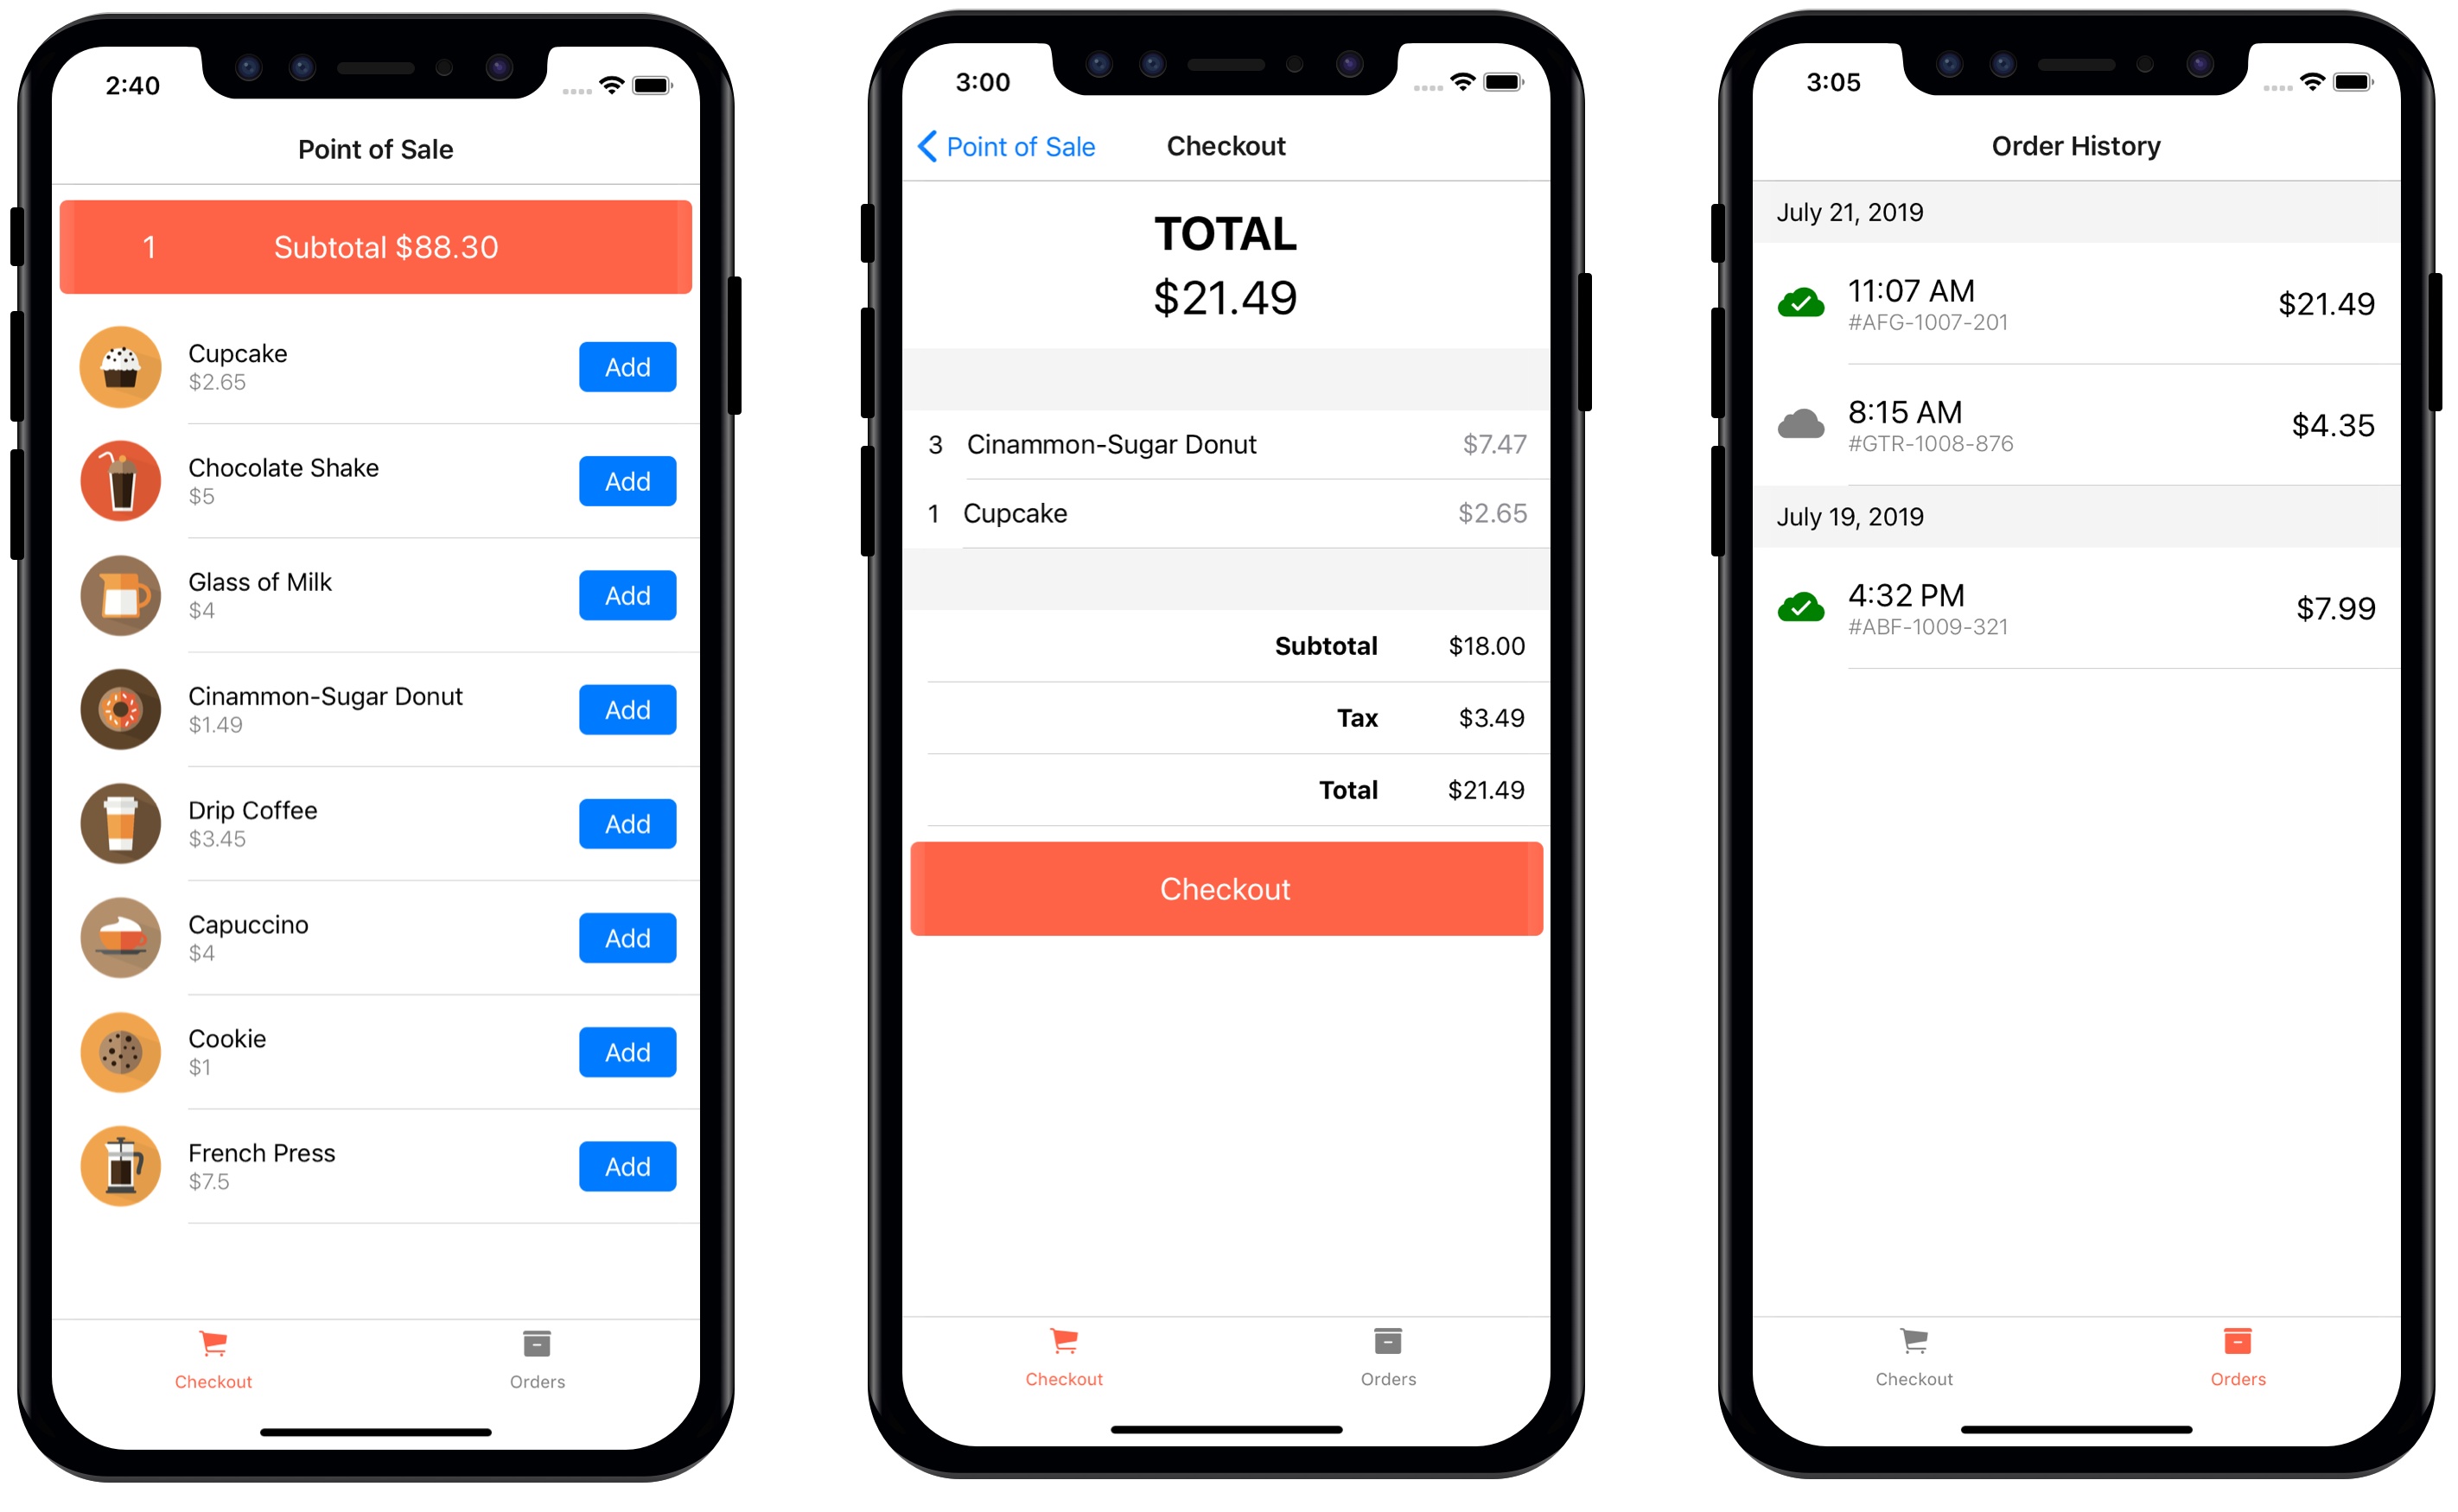 2:40
Point of Sale
1 Subtotal $88.30
Cupcake
$2.65
Add
Chocolate Shake
$5
Add
Glass of Milk
$4
Add
Cinammon-Sugar Donut
$1.49
Add
Drip Coffee
$3.45
Add
Capuccino
$4
Add
Cookie
$1
Add
French Press
$7.5
Add
Checkout Orders
3:00
Point of Sale Checkout
TOTAL
$21.49
3 Cinammon-Sugar Donut $7.47
1 Cupcake $2.65
Subtotal $18.00
Tax $3.49
Total $21.49
Checkout
Checkout Orders
3:05
Order History
July 21, 2019
11:07 AM
#AFG-1007-201
$21.49
8:15 AM
#GTR-1008-876
$4.35
July 19, 2019
4:32 PM
#ABF-1009-321
$7.99
Checkout Orders